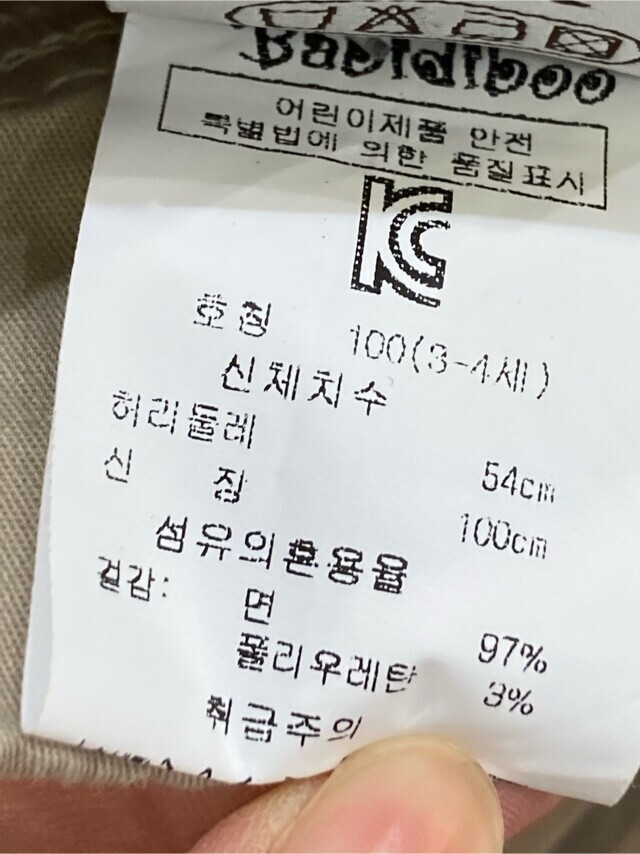 Babidiboo
어린이제품 안전
특별법에 의한 품질표시
KC
호칭 100(3-4세)
신체치수
허리둘레 54cm
신 장 100cm
섬유의혼용율
겉감: 면 97%
폴리우레탄 3%
취급주의